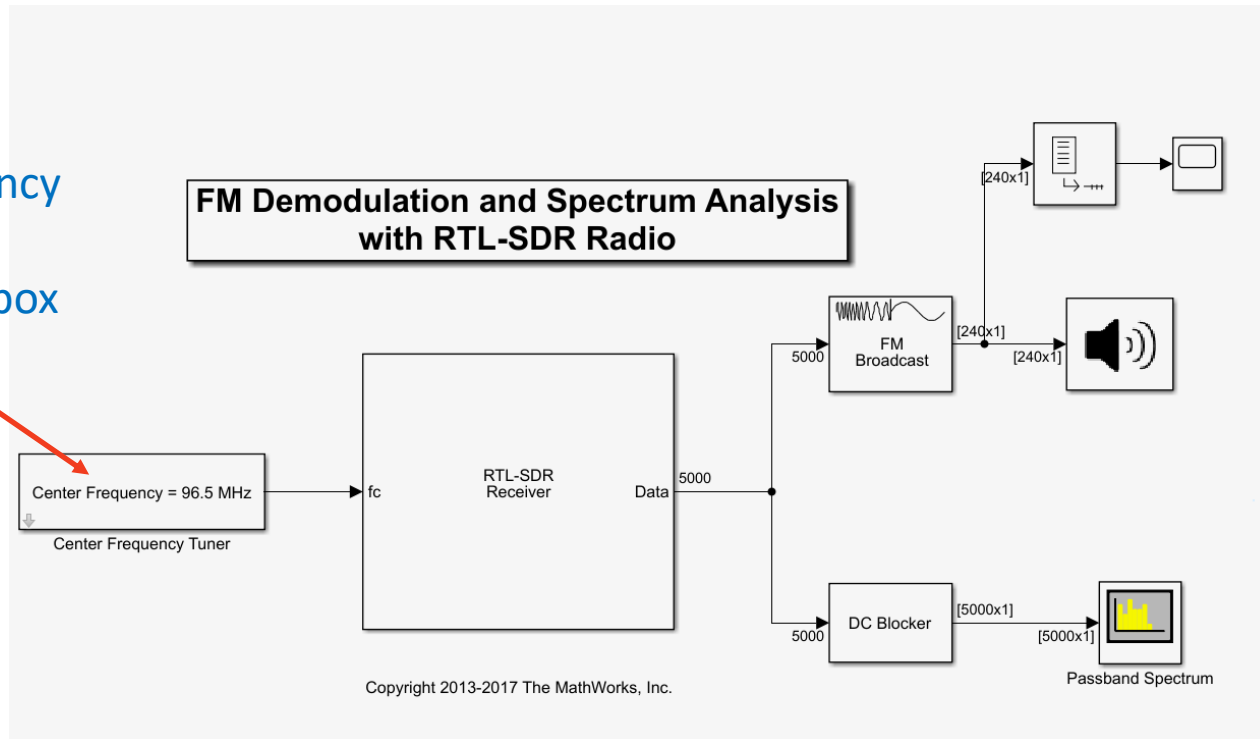 ncy
box
FM Demodulation and Spectrum Analysis
with RTL-SDR Radio
[240x1]
FM
Broadcast
5000
[240x1]
[240x1]
Center Frequency = 96.5 MHz
Center Frequency Tuner
fc
RTL-SDR
Receiver
Data
5000
5000
DC Blocker
[5000x1]
[5000x1]
Passband Spectrum
Copyright 2013-2017 The MathWorks, Inc.